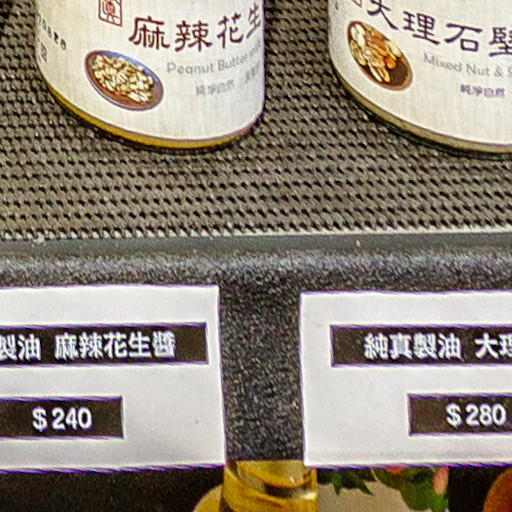 麻辣花生
Peanut Butter
純淨自然
大理石
Mixed Nut & S
純淨自然
製油 麻辣花生醬
$240
純真製油 大理
$280